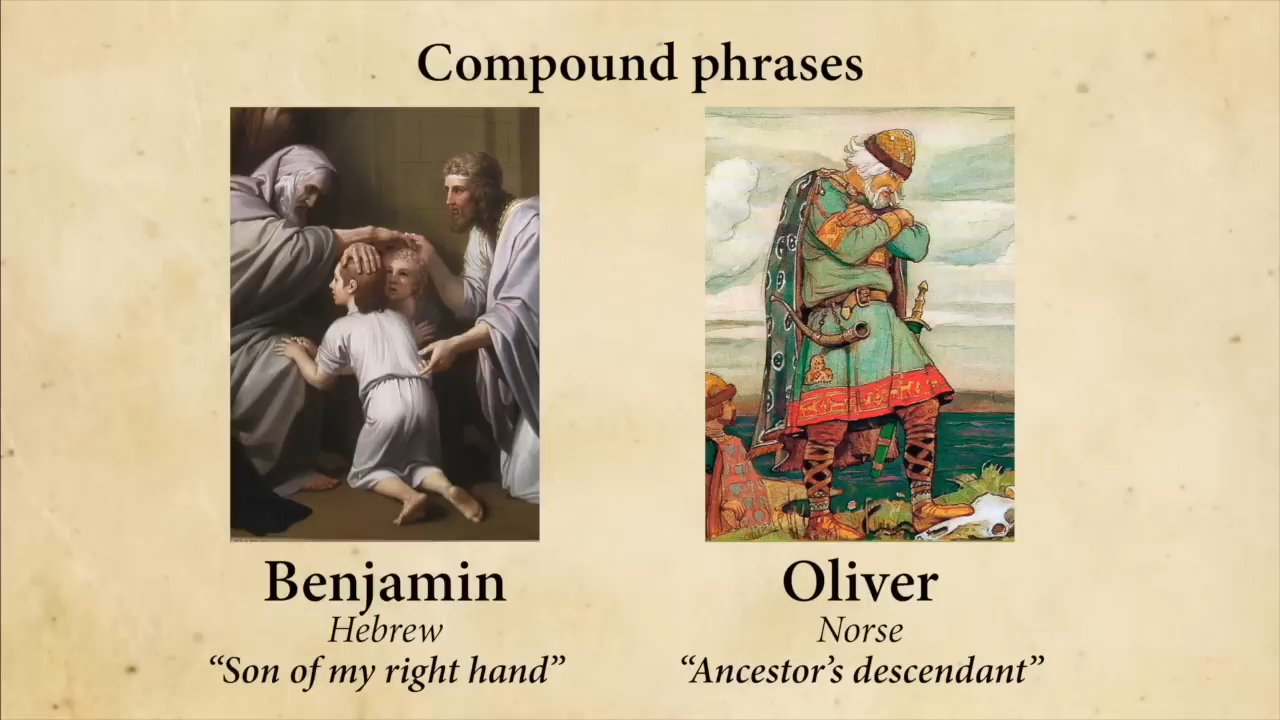 Compound phrases
Benjamin
Hebrew
“Son of my right hand”
Oliver
Norse
“Ancestor’s descendant”